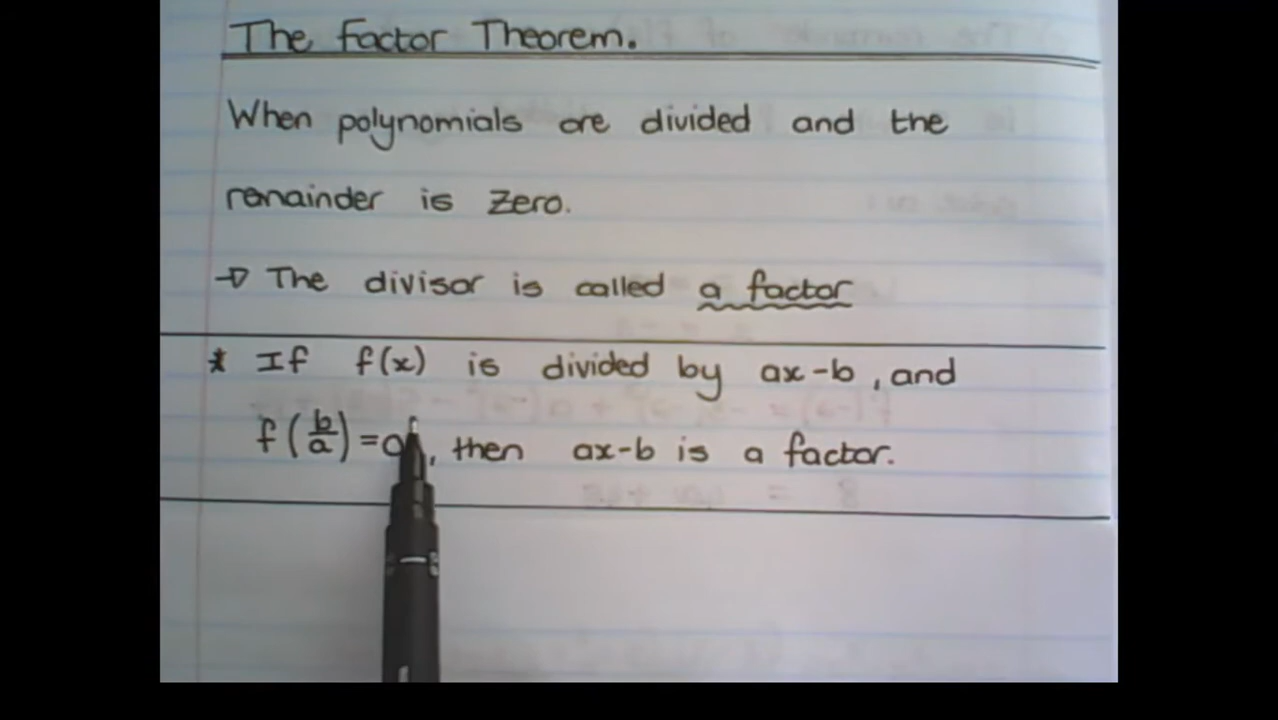 The Factor Theorem.
When polynomials are divided and the
remainder is zero.
→ The divisor is called a factor
* If f(x) is divided by ax-b, and
f(b/a)=0, then ax-b is a factor.